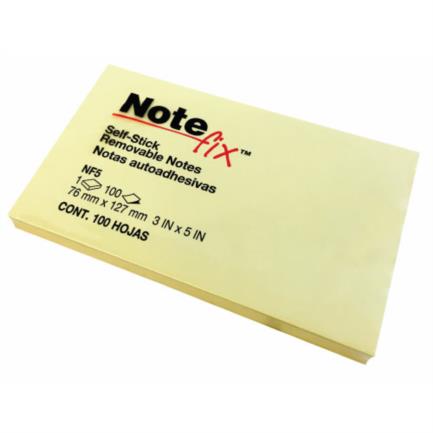 Note
fix™
Self-Stick
Removable Notes
Notas autoadhesivas
NF5
1 100
76 mm x 127 mm 3 IN x 5 IN
CONT. 100 HOJAS